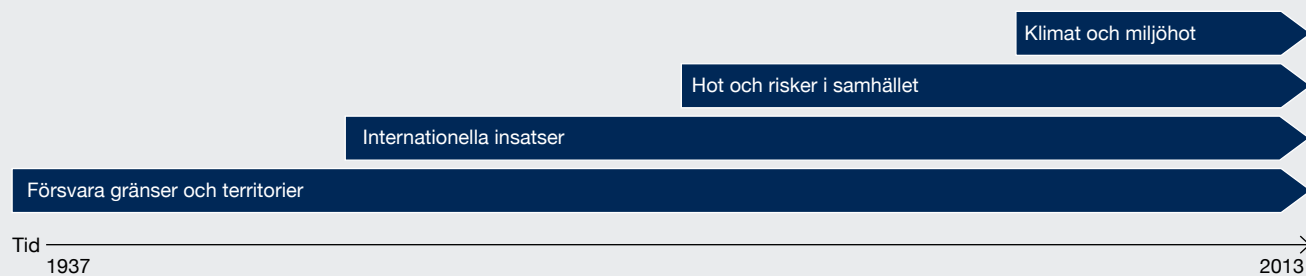 Klimat och miljöhot
Hot och risker i samhället
Internationella insatser
Försvara gränser och territorier
Tid
1937
2013